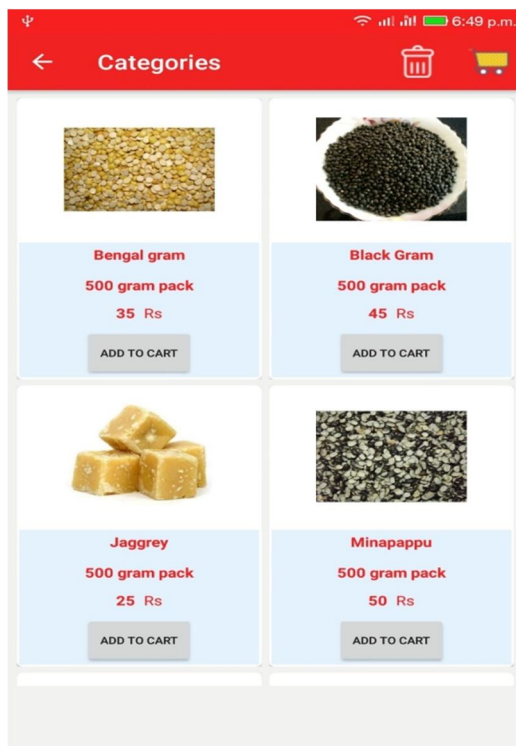 6:49 p.m.
Categories
Bengal gram
500 gram pack
35 Rs
ADD TO CART
Black Gram
500 gram pack
45 Rs
ADD TO CART
Jaggrey
500 gram pack
25 Rs
ADD TO CART
Minapappu
500 gram pack
50 Rs
ADD TO CART